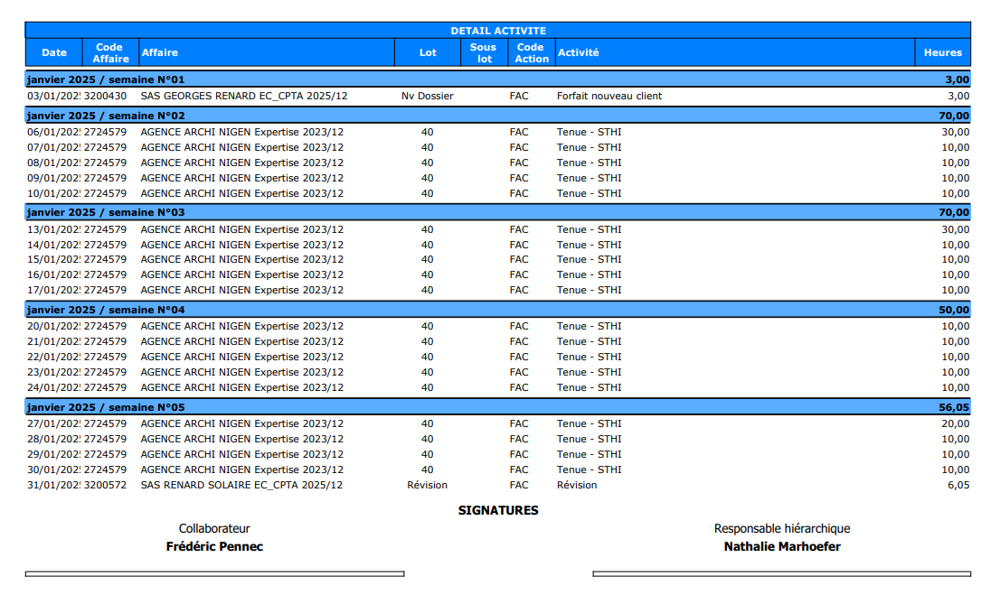 DETAIL ACTIVITE
Date Code Affaire Affaire Lot Sous lot Code Action Activité Heures
janvier 2025 / semaine N°01 3,00
03/01/202 3200430 SAS GEORGES RENARD EC_CPTA 2025/12 Nv Dossier FAC Forfait nouveau client 3,00
janvier 2025 / semaine N°02 70,00
06/01/202 2724579 AGENCE ARCHI NIGEN Expertise 2023/12 40 FAC Tenue - STHI 30,00
07/01/202 2724579 AGENCE ARCHI NIGEN Expertise 2023/12 40 FAC Tenue - STHI 10,00
08/01/202 2724579 AGENCE ARCHI NIGEN Expertise 2023/12 40 FAC Tenue - STHI 10,00
09/01/202 2724579 AGENCE ARCHI NIGEN Expertise 2023/12 40 FAC Tenue - STHI 10,00
10/01/202 2724579 AGENCE ARCHI NIGEN Expertise 2023/12 40 FAC Tenue - STHI 10,00
janvier 2025 / semaine N°03 70,00
13/01/202 2724579 AGENCE ARCHI NIGEN Expertise 2023/12 40 FAC Tenue - STHI 30,00
14/01/202 2724579 AGENCE ARCHI NIGEN Expertise 2023/12 40 FAC Tenue - STHI 10,00
15/01/202 2724579 AGENCE ARCHI NIGEN Expertise 2023/12 40 FAC Tenue - STHI 10,00
16/01/202 2724579 AGENCE ARCHI NIGEN Expertise 2023/12 40 FAC Tenue - STHI 10,00
17/01/202 2724579 AGENCE ARCHI NIGEN Expertise 2023/12 40 FAC Tenue - STHI 10,00
janvier 2025 / semaine N°04 50,00
20/01/202 2724579 AGENCE ARCHI NIGEN Expertise 2023/12 40 FAC Tenue - STHI 10,00
21/01/202 2724579 AGENCE ARCHI NIGEN Expertise 2023/12 40 FAC Tenue - STHI 10,00
22/01/202 2724579 AGENCE ARCHI NIGEN Expertise 2023/12 40 FAC Tenue - STHI 10,00
23/01/202 2724579 AGENCE ARCHI NIGEN Expertise 2023/12 40 FAC Tenue - STHI 10,00
24/01/202 2724579 AGENCE ARCHI NIGEN Expertise 2023/12 40 FAC Tenue - STHI 10,00
janvier 2025 / semaine N°05 56,05
27/01/202 2724579 AGENCE ARCHI NIGEN Expertise 2023/12 40 FAC Tenue - STHI 20,00
28/01/202 2724579 AGENCE ARCHI NIGEN Expertise 2023/12 40 FAC Tenue - STHI 10,00
29/01/202 2724579 AGENCE ARCHI NIGEN Expertise 2023/12 40 FAC Tenue - STHI 10,00
30/01/202 2724579 AGENCE ARCHI NIGEN Expertise 2023/12 40 FAC Tenue - STHI 10,00
31/01/202 3200572 SAS RENARD SOLAIRE EC_CPTA 2025/12 Révision FAC Révision 6,05
SIGNATURES
Collaborateur Responsable hiérarchique
Frédéric Pennec Nathalie Marhoefer